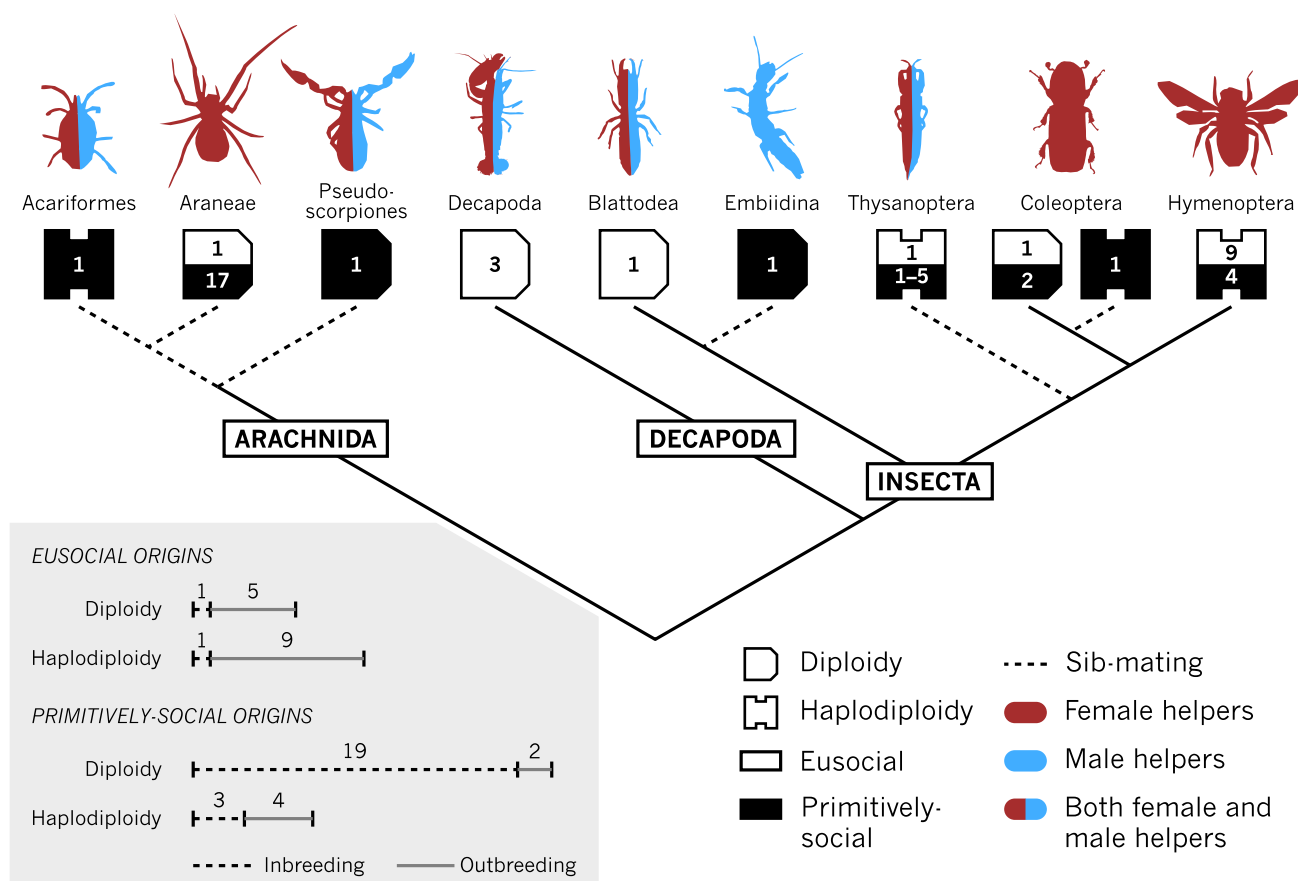 Acariformes
Araneae
Pseudo-
scorpiones
Decapoda
Blattodea
Embiidina
Thysanoptera
Coleoptera
Hymenoptera
1
1
17
1
3
1
1
1
1–5
1
2
1
9
4
ARACHNIDA
DECAPODA
INSECTA
EUSOCIAL ORIGINS
1 5
Diploidy
1 9
Haplodiploidy
PRIMITIVELY-SOCIAL ORIGINS
19 2
Diploidy
3 4
Haplodiploidy
Inbreeding
Outbreeding
Diploidy
Haplodiploidy
Eusocial
Primitively-
social
Sib-mating
Female helpers
Male helpers
Both female and
male helpers